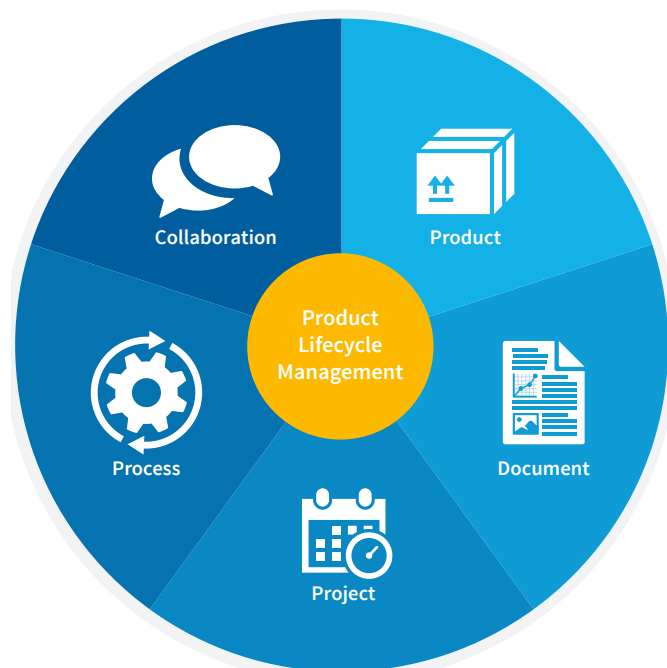 Collaboration
Product
Product
Lifecycle
Management
Process
Document
Project